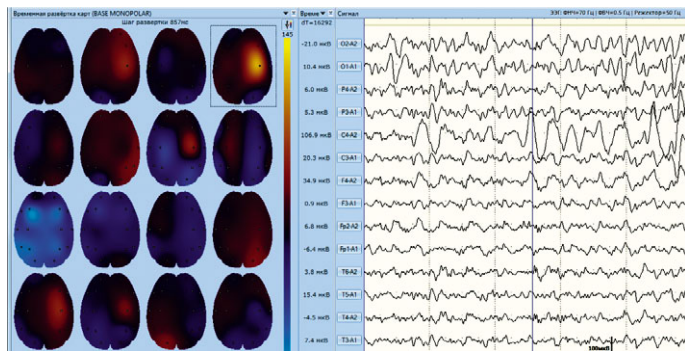 Временная развёртка карт (BASE MONOPOLAR)
Шаг развертки 857мс
145
Время
Сигнал
ЭЭГ: ФНЧ=70 Гц | ФВЧ=0.5 Гц | Режектор=50 Гц
dT=16292
-21.0 мкВ O2-A2
10.4 мкВ O1-A1
6.0 мкВ P4-A2
5.3 мкВ P3-A1
106.9 мкВ C4-A2
20.3 мкВ C3-A1
34.9 мкВ F4-A2
0.9 мкВ F3-A1
6.8 мкВ Fp2-A2
-6.4 мкВ Fp1-A1
3.8 мкВ T6-A2
15.4 мкВ T5-A1
-4.5 мкВ T4-A2
7.4 мкВ T3-A1
100мкВ